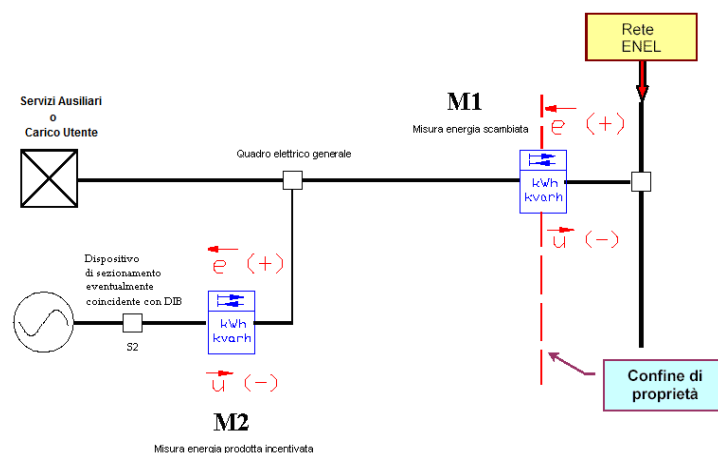 Rete
ENEL
Servizi Ausiliari
o
Carico Utente
M1
Misura energia scambiata
e (+)
Quadro elettrico generale
kWh
kvarh
u (-)
Dispositivo
di sezionamento
eventualmente
coincidente con DIB
S2
e (+)
kWh
kvarh
u (-)
Confine di
proprietà
M2
Misura energia prodotta incentivata